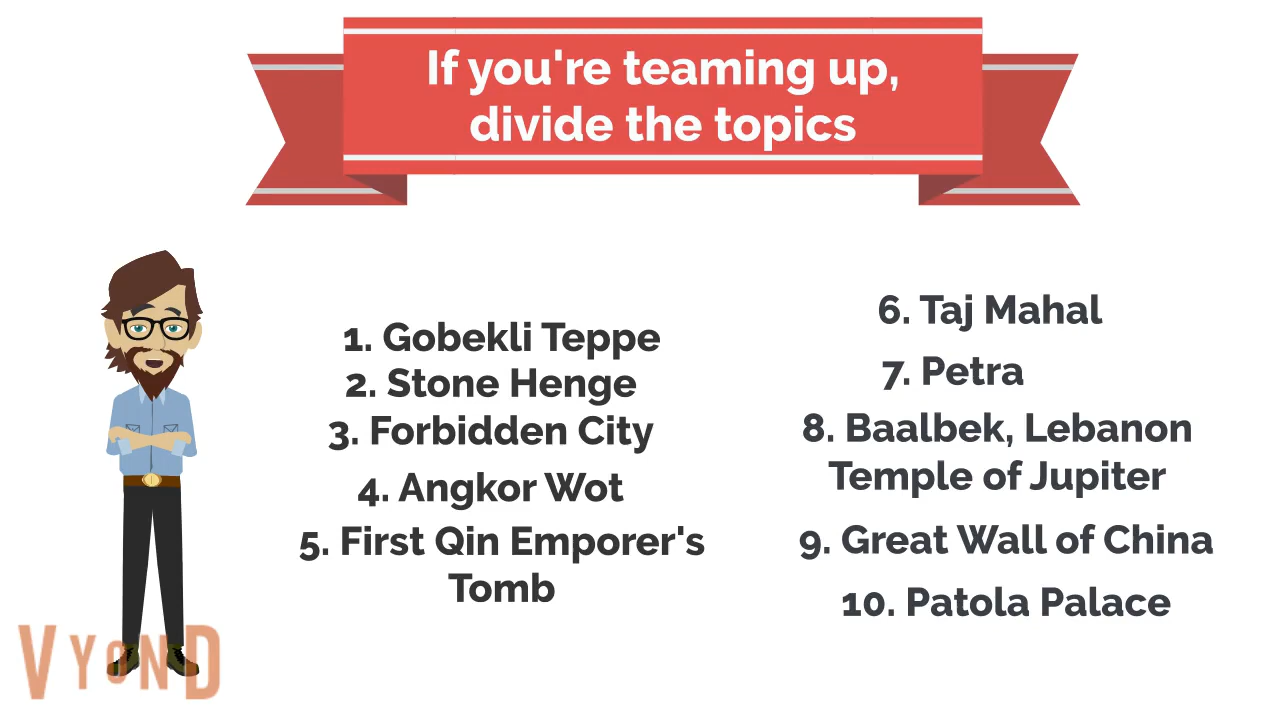 If you're teaming up,
divide the topics
1. Gobekli Teppe
2. Stone Henge
3. Forbidden City
4. Angkor Wot
5. First Qin Emporer's
Tomb
6. Taj Mahal
7. Petra
8. Baalbek, Lebanon
Temple of Jupiter
9. Great Wall of China
10. Patola Palace
VYOND